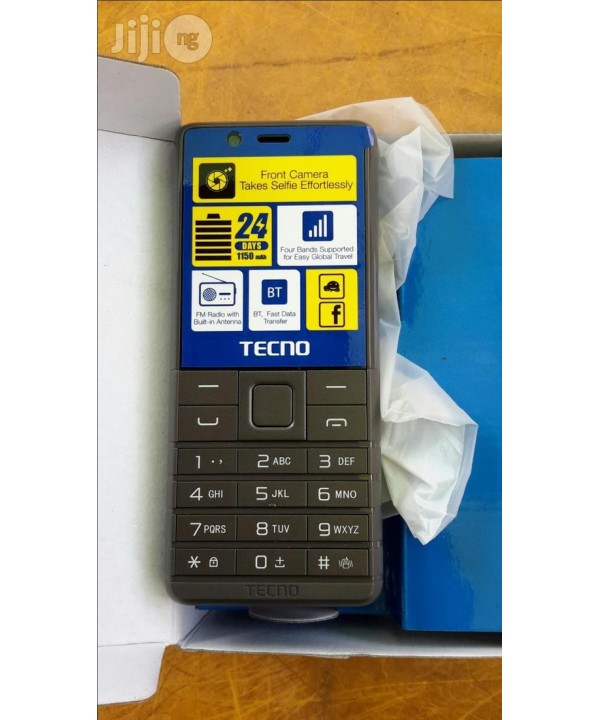 Jiji ng
Front Camera
Takes Selfie Effortlessly
24
DAYS
1150 mAh
Four Bands Supported
for Easy Global Travel
FM Radio with
Built-in Antenna
BT
BT, Fast Data
Transfer
f
TECNO
1 .,
2 ABC
3 DEF
4 GHI
5 JKL
6 MNO
7 PQRS
8 TUV
9 WXYZ
*
0 +
#
TECNO